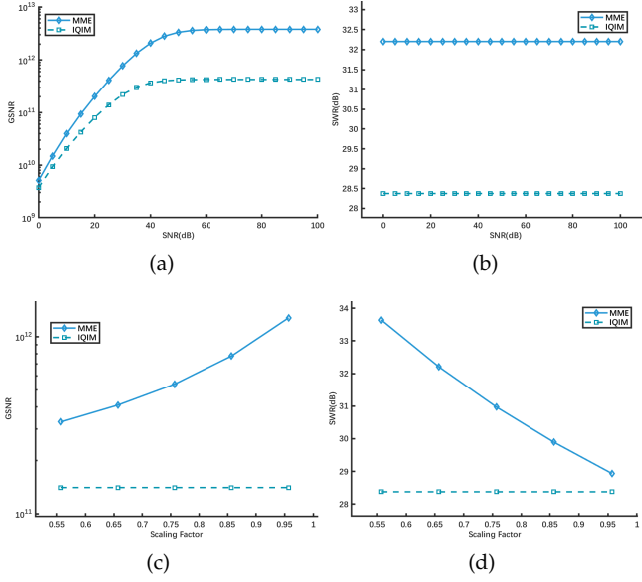 10^13
10^12
10^11
10^10
10^9
GSNR
MME
IQIM
0 20 40 60 80 100
SNR(dB)
(a)
33
32.5
32
31.5
31
30.5
30
29.5
29
28.5
28
SWR(dB)
MME
IQIM
0 20 40 60 80 100
SNR(dB)
(b)
10^12
10^11
GSNR
MME
IQIM
0.55 0.6 0.65 0.7 0.75 0.8 0.85 0.9 0.95 1
Scaling Factor
(c)
34
33
32
31
30
29
28
SWR(dB)
MME
IQIM
0.55 0.6 0.65 0.7 0.75 0.8 0.85 0.9 0.95 1
Scaling Factor
(d)